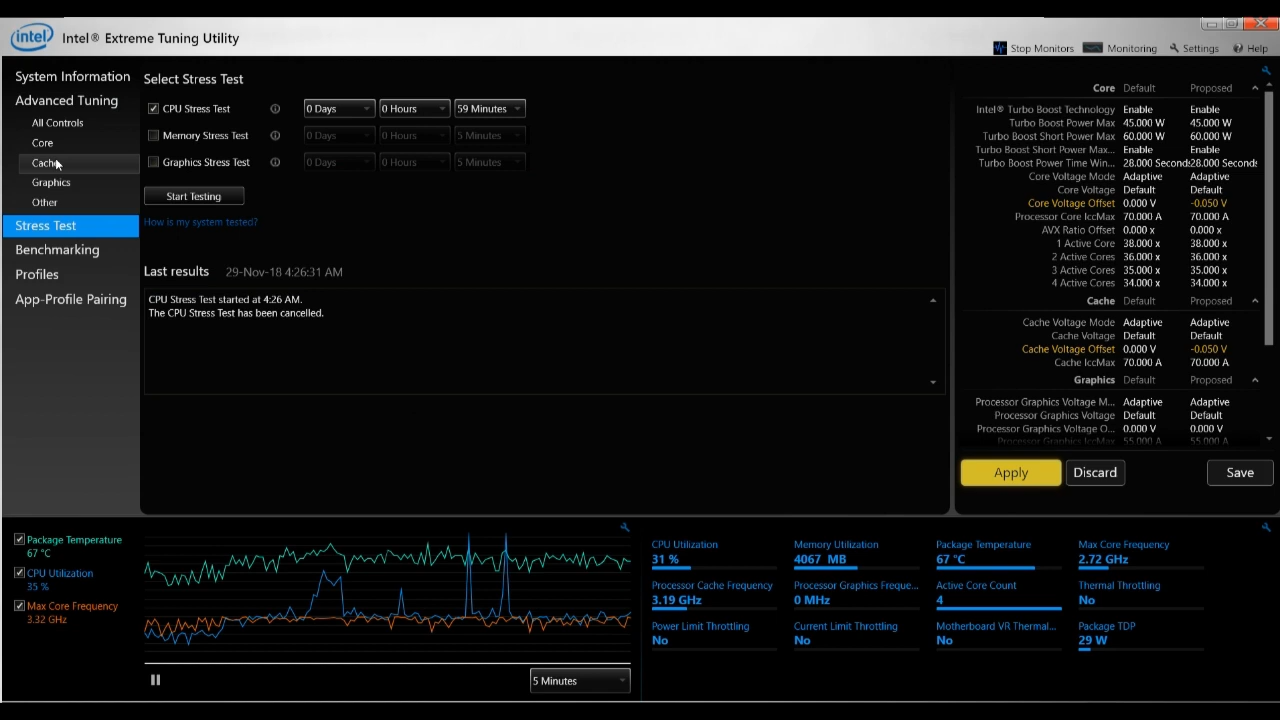 intel Intel® Extreme Tuning Utility
Stop Monitors Monitoring Settings Help
System Information
Advanced Tuning
All Controls
Core
Cache
Graphics
Other
Stress Test
Benchmarking
Profiles
App-Profile Pairing
Select Stress Test
CPU Stress Test 0 Days 0 Hours 59 Minutes
Memory Stress Test 0 Days 0 Hours 5 Minutes
Graphics Stress Test 0 Days 0 Hours 5 Minutes
Start Testing
How is my system tested?
Last results 29-Nov-18 4:26:31 AM
CPU Stress Test started at 4:26 AM.
The CPU Stress Test has been cancelled.
Core Default Proposed
Intel® Turbo Boost Technology Enable Enable
Turbo Boost Power Max 45.000 W 45.000 W
Turbo Boost Short Power Max 60.000 W 60.000 W
Turbo Boost Short Power Max... Enable Enable
Turbo Boost Power Time Win... 28.000 Seconds 28.000 Seconds
Core Voltage Mode Adaptive Adaptive
Core Voltage Default Default
Core Voltage Offset 0.000 V -0.050 V
Processor Core IccMax 70.000 A 70.000 A
AVX Ratio Offset 0.000 x 0.000 x
1 Active Core 38.000 x 38.000 x
2 Active Cores 36.000 x 36.000 x
3 Active Cores 35.000 x 35.000 x
4 Active Cores 34.000 x 34.000 x
Cache Default Proposed
Cache Voltage Mode Adaptive Adaptive
Cache Voltage Default Default
Cache Voltage Offset 0.000 V -0.050 V
Cache IccMax 70.000 A 70.000 A
Graphics Default Proposed
Processor Graphics Voltage M... Adaptive Adaptive
Processor Graphics Voltage Default Default
Processor Graphics Voltage O... 0.000 V 0.000 V
Processor Graphics IccMax 55.000 A 55.000 A
Apply Discard Save
Package Temperature
67 °C
CPU Utilization
35 %
Max Core Frequency
3.32 GHz
5 Minutes
CPU Utilization Memory Utilization Package Temperature Max Core Frequency
31 % 4067 MB 67 °C 2.72 GHz
Processor Cache Frequency Processor Graphics Freque... Active Core Count Thermal Throttling
3.19 GHz 0 MHz 4 No
Power Limit Throttling Current Limit Throttling Motherboard VR Thermal... Package TDP
No No No 29 W